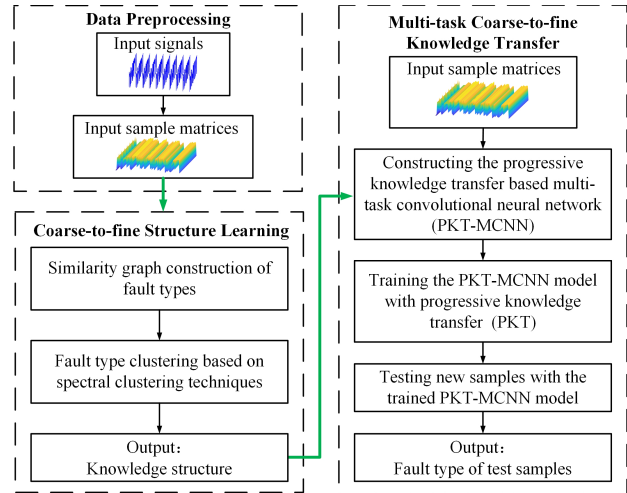 Data Preprocessing
Input signals
Input sample matrices
Coarse-to-fine Structure Learning
Similarity graph construction of
fault types
Fault type clustering based on
spectral clustering techniques
Output:
Knowledge structure
Multi-task Coarse-to-fine
Knowledge Transfer
Input sample matrices
Constructing the progressive
knowledge transfer based multi-
task convolutional neural network
(PKT-MCNN)
Training the PKT-MCNN model
with progressive knowledge
transfer (PKT)
Testing new samples with the
trained PKT-MCNN model
Output:
Fault type of test samples